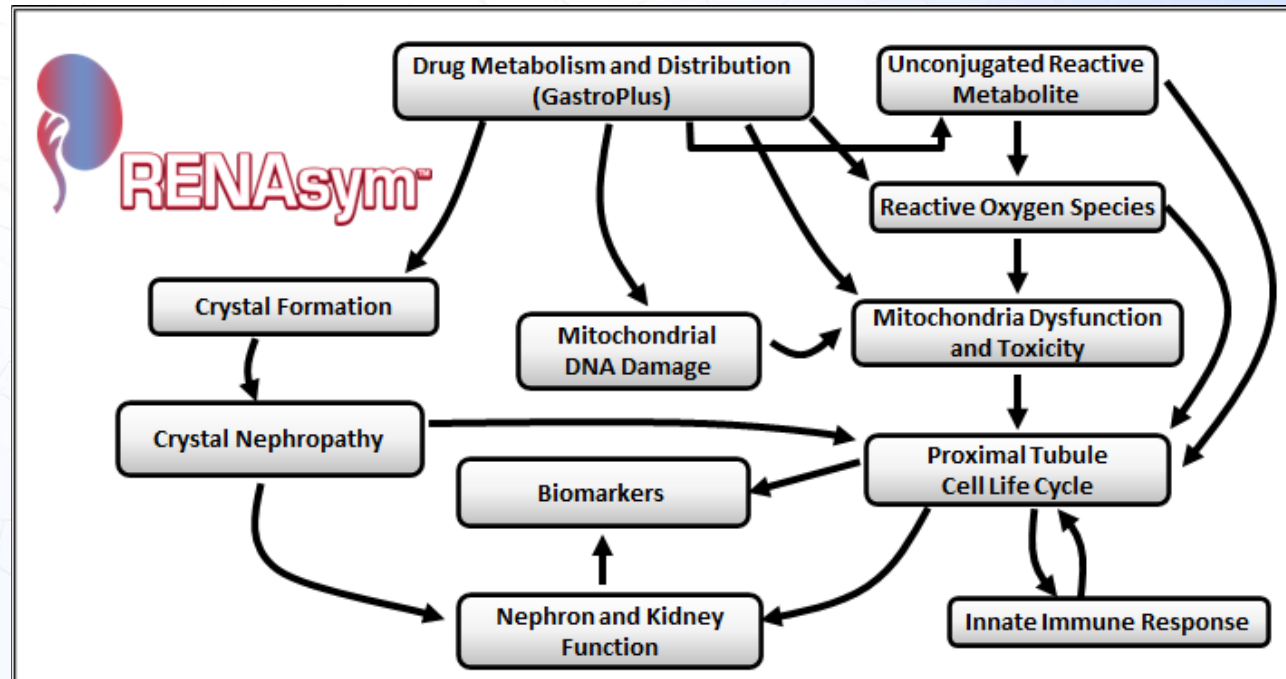 Drug Metabolism and Distribution
(GastroPlus)
Unconjugated Reactive
Metabolite
RENAsym™
Reactive Oxygen Species
Crystal Formation
Mitochondrial
DNA Damage
Mitochondria Dysfunction
and Toxicity
Crystal Nephropathy
Biomarkers
Proximal Tubule
Cell Life Cycle
Nephron and Kidney
Function
Innate Immune Response